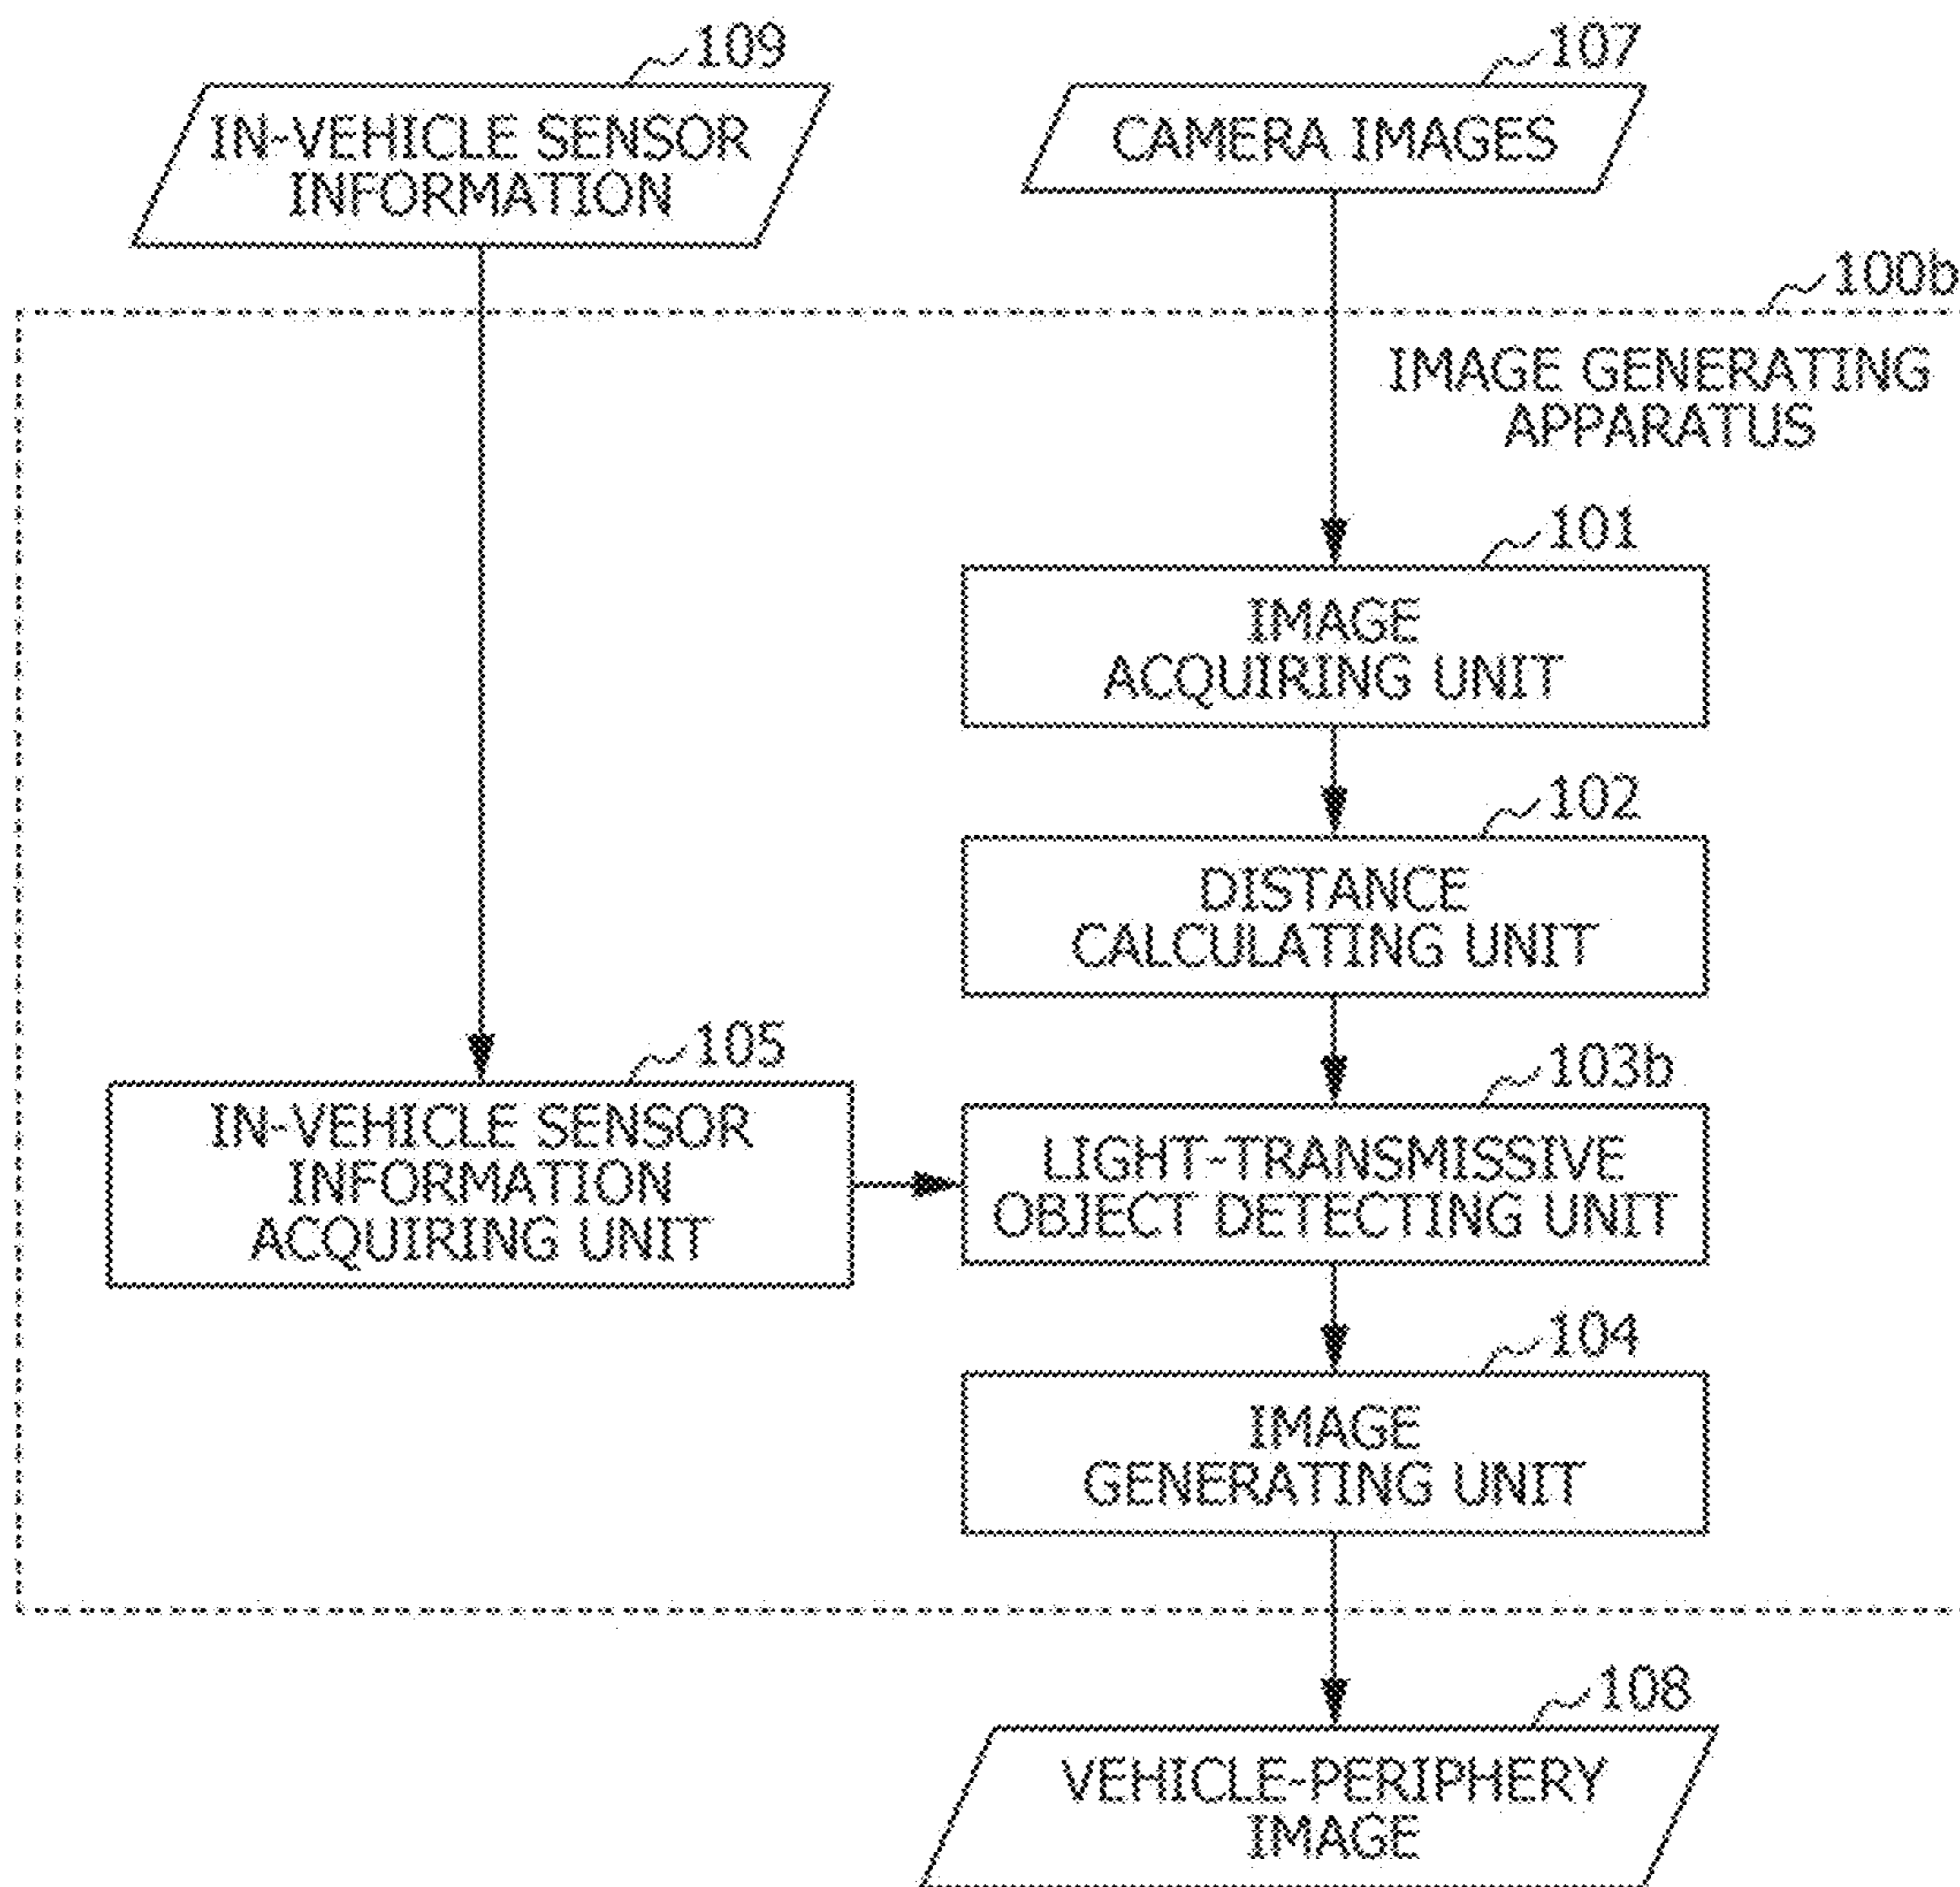 109
IN-VEHICLE SENSOR
INFORMATION
107
CAMERA IMAGES
100b
IMAGE GENERATING
APPARATUS
101
IMAGE
ACQUIRING UNIT
102
DISTANCE
CALCULATING UNIT
105
IN-VEHICLE SENSOR
INFORMATION
ACQUIRING UNIT
103b
LIGHT-TRANSMISSIVE
OBJECT DETECTING UNIT
104
IMAGE
GENERATING UNIT
108
VEHICLE-PERIPHERY
IMAGE